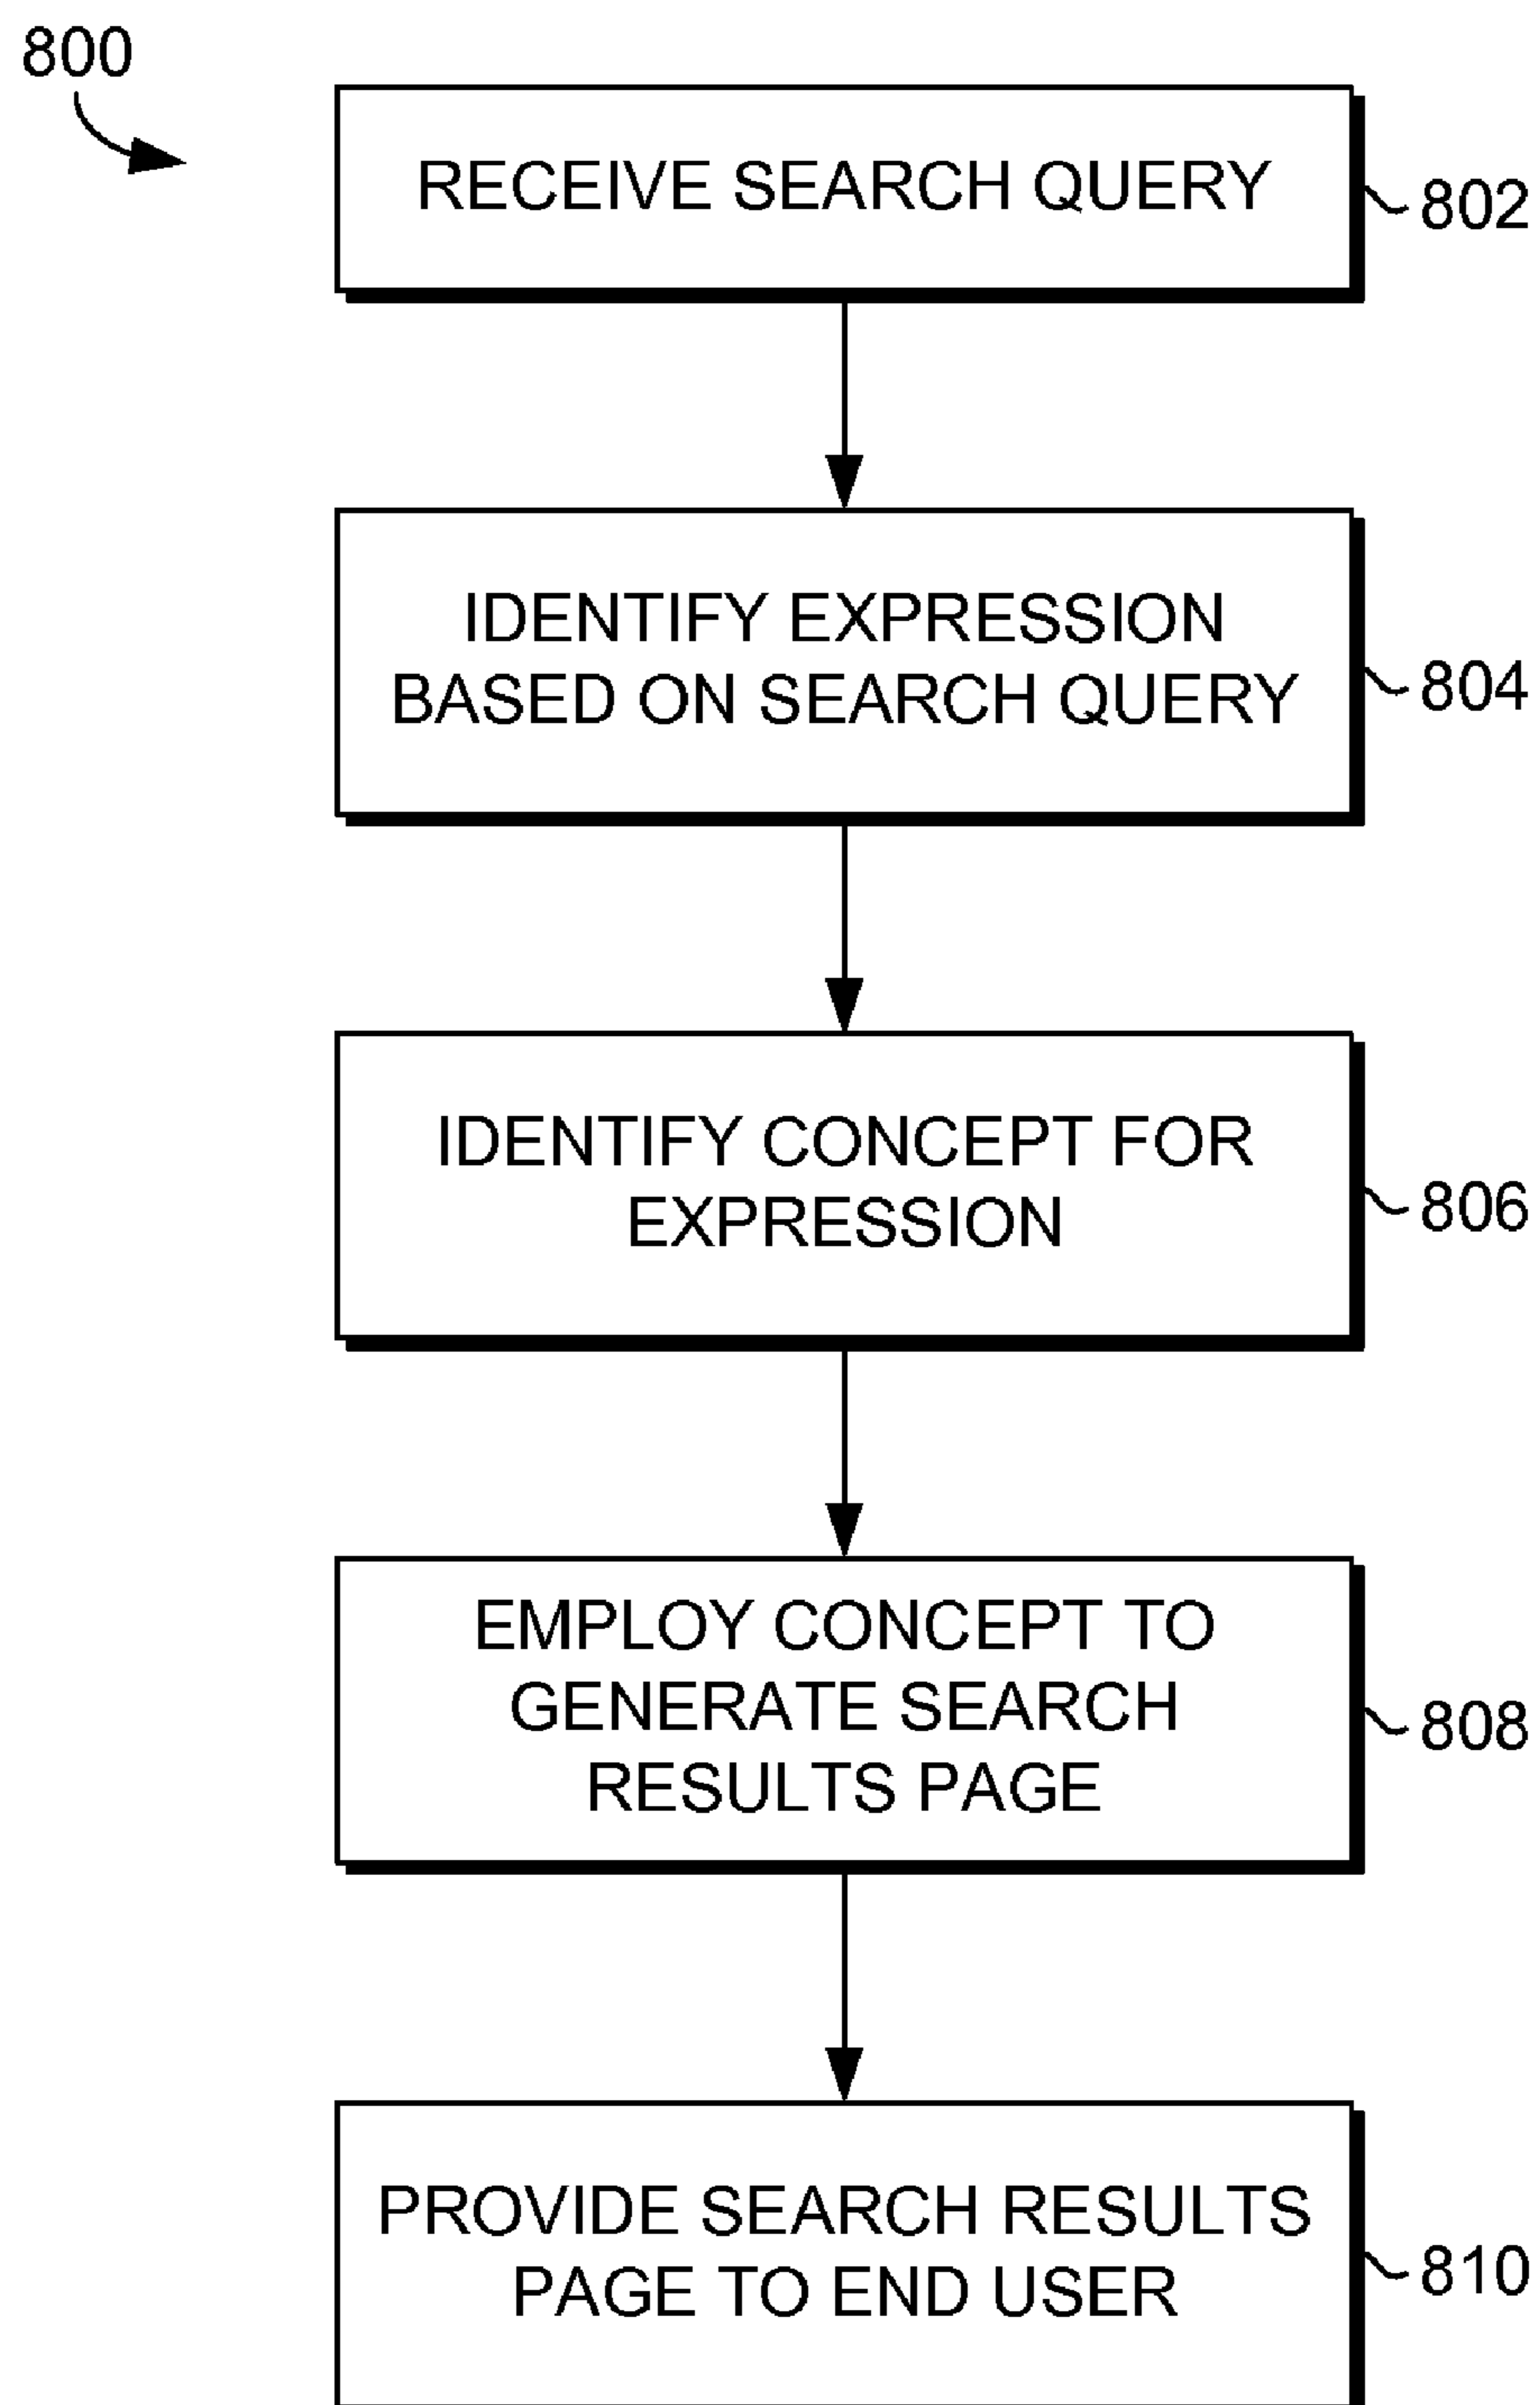 800
RECEIVE SEARCH QUERY
802
IDENTIFY EXPRESSION
BASED ON SEARCH QUERY
804
IDENTIFY CONCEPT FOR
EXPRESSION
806
EMPLOY CONCEPT TO
GENERATE SEARCH
RESULTS PAGE
808
PROVIDE SEARCH RESULTS
PAGE TO END USER
810